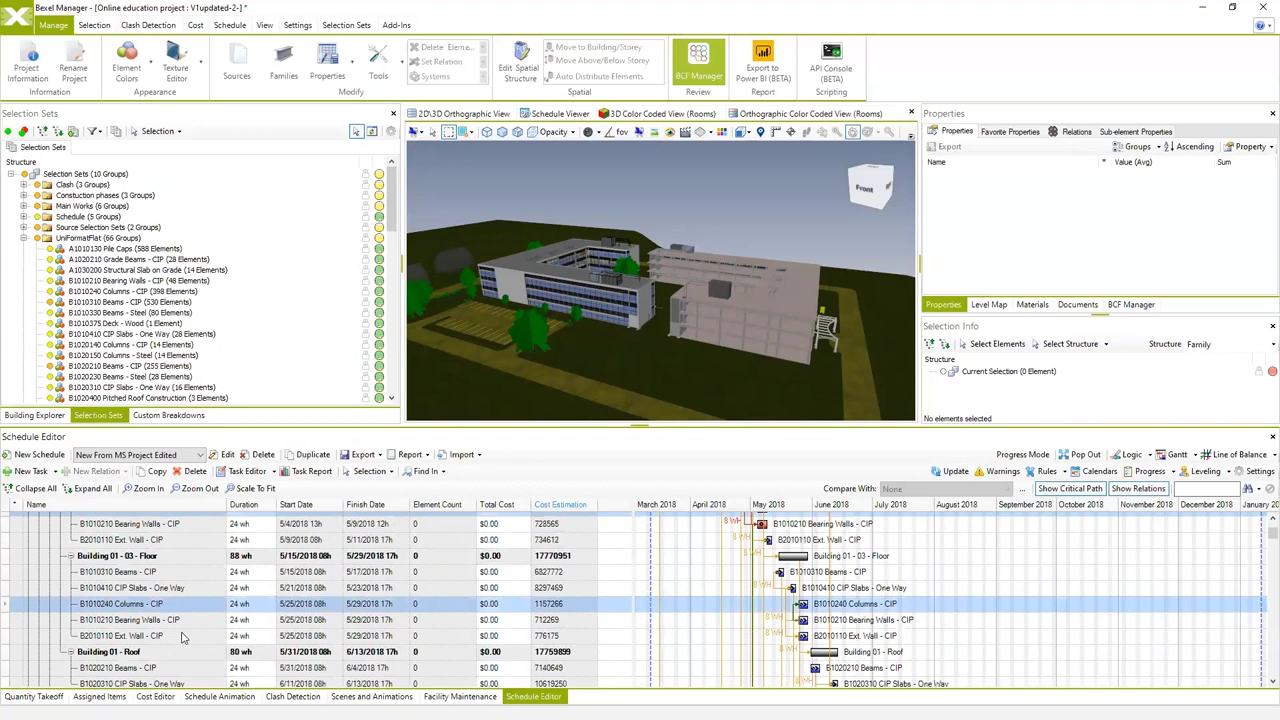 Bexel Manager - [Online education project : V1updated-2-] *
Manage Selection Clash Detection Cost Schedule View Settings Selection Sets Add-Ins
Project Information Rename Project Element Colors Texture Editor Sources Families Properties Tools Delete Eleme... Set Relation Systems Edit Spatial Structure Move to Building/Storey Move Above/Below Storey Auto Distribute Elements BCF Manager Export to Power BI (BETA) API Console (BETA)
Information Appearance Modify Spatial Review Report Scripting
Selection Sets
Selection
Selection Sets
Structure
Selection Sets (10 Groups)
Clash (3 Groups)
Constuction phases (3 Groups)
Main Works (6 Groups)
Schedule (5 Groups)
Source Selection Sets (2 Groups)
UniFormatFlat (66 Groups)
A1010130 Pile Caps (588 Elements)
A1020210 Grade Beams - CIP (28 Elements)
A1030200 Structural Slab on Grade (14 Elements)
B1010210 Bearing Walls - CIP (48 Elements)
B1010240 Columns - CIP (398 Elements)
B1010310 Beams - CIP (530 Elements)
B1010330 Beams - Steel (80 Elements)
B1010375 Deck - Wood (1 Element)
B1010410 CIP Slabs - One Way (28 Elements)
B1020140 Columns - CIP (14 Elements)
B1020150 Columns - Steel (14 Elements)
B1020210 Beams - CIP (255 Elements)
B1020230 Beams - Steel (28 Elements)
B1020310 CIP Slabs - One Way (16 Elements)
B1020400 Pitched Roof Construction (3 Elements)
Building Explorer Selection Sets Custom Breakdowns
2D\3D Orthographic View Schedule Viewer 3D Color Coded View (Rooms) Orthographic Color Coded View (Rooms)
Opacity fov
Front
Properties
Properties Favorite Properties Relations Sub-element Properties
Export Groups Ascending Property
Name * Value (Avg) Sum
Properties Level Map Materials Documents BCF Manager
Selection Info
Select Elements Select Structure Structure Family
Structure
Current Selection (0 Element)
No elements selected
Schedule Editor
New Schedule New From MS Project Edited Edit Delete Duplicate Export Report Import Progress Mode Pop Out Logic Gantt Line of Balance
New Task New Relation Copy Delete Task Editor Task Report Selection Find In Update Warnings Rules Calendars Progress Leveling Settings
Collapse All Expand All Zoom In Zoom Out Scale To Fit Compare With: None ... Show Critical Path Show Relations
Name Duration Start Date Finish Date Element Count Total Cost Cost Estimation March 2018 April 2018 May 2018 June 2018 July 2018 August 2018 September 2018 October 2018 November 2018 December 2018 January 2
B1010210 Bearing Walls - CIP 24 wh 5/4/2018 13h 5/9/2018 12h 0 $0.00 728565 8 WH B1010210 Bearing Walls - CIP
B2010110 Ext. Wall - CIP 24 wh 5/9/2018 08h 5/11/2018 17h 0 $0.00 734612 8 WH B2010110 Ext. Wall - CIP
Building 01 - 03 - Floor 88 wh 5/15/2018 08h 5/29/2018 17h 0 $0.00 17770951 8 WH Building 01 - 03 - Floor
B1010310 Beams - CIP 24 wh 5/15/2018 08h 5/17/2018 17h 0 $0.00 6827772 8 WH B1010310 Beams - CIP
B1010410 CIP Slabs - One Way 24 wh 5/21/2018 08h 5/23/2018 17h 0 $0.00 8297469 8 WH B1010410 CIP Slabs - One Way
B1010240 Columns - CIP 24 wh 5/25/2018 08h 5/29/2018 17h 0 $0.00 1157266 8 WH B1010240 Columns - CIP
B1010210 Bearing Walls - CIP 24 wh 5/25/2018 08h 5/29/2018 17h 0 $0.00 712269 8 WH B1010210 Bearing Walls - CIP
B2010110 Ext. Wall - CIP 24 wh 5/25/2018 08h 5/29/2018 17h 0 $0.00 776175 8 WH B2010110 Ext. Wall - CIP
Building 01 - Roof 80 wh 5/31/2018 08h 6/13/2018 17h 0 $0.00 17759899 8 WH Building 01 - Roof
B1020210 Beams - CIP 24 wh 5/31/2018 08h 6/4/2018 17h 0 $0.00 7140649 8 WH B1020210 Beams - CIP
B1020310 CIP Slabs - One Way 24 wh 6/11/2018 08h 6/13/2018 17h 0 $0.00 10619250 8 WH B1020310 CIP Slabs - One Way
Quantity Takeoff Assigned Items Cost Editor Schedule Animation Clash Detection Scenes and Animations Facility Maintenance Schedule Editor